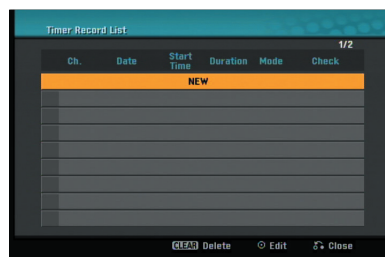 Timer Record List
1/2
Ch. Date Start Time Duration Mode Check
NEW
CLEAR Delete ⊙ Edit Close